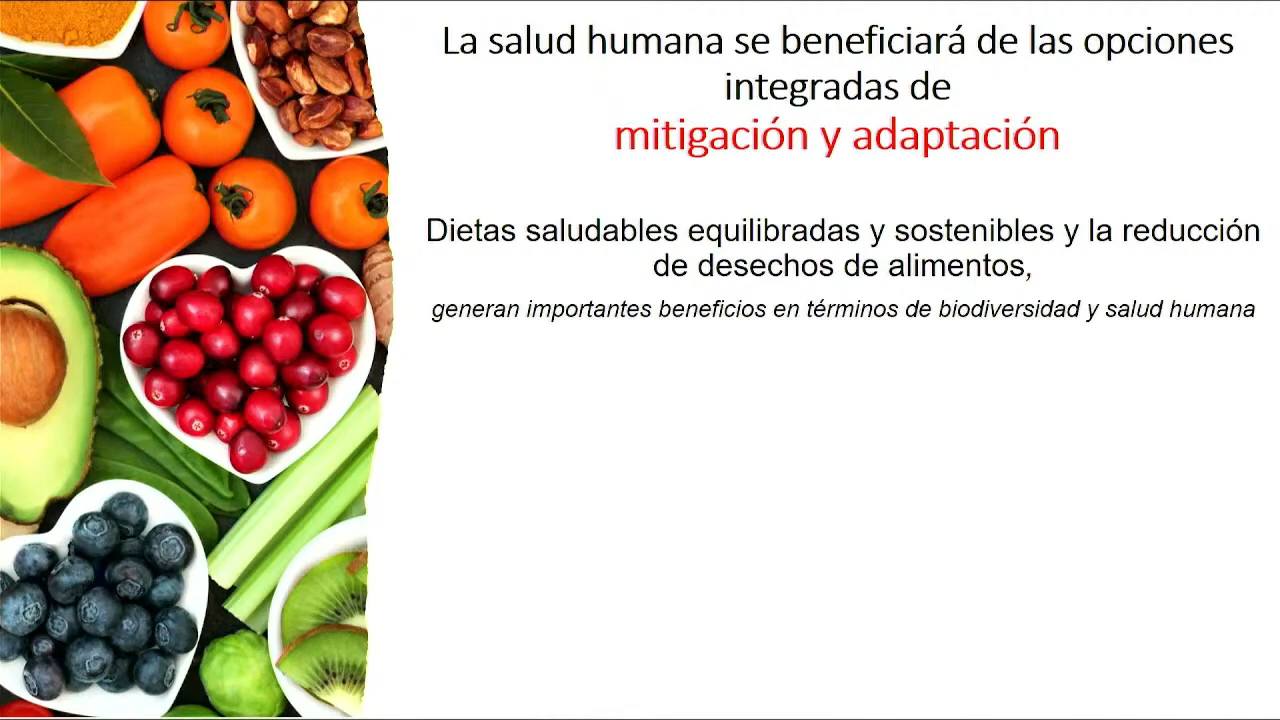 La salud humana se beneficiará de las opciones
integradas de
mitigación y adaptación
Dietas saludables equilibradas y sostenibles y la reducción
de desechos de alimentos,
generan importantes beneficios en términos de biodiversidad y salud humana